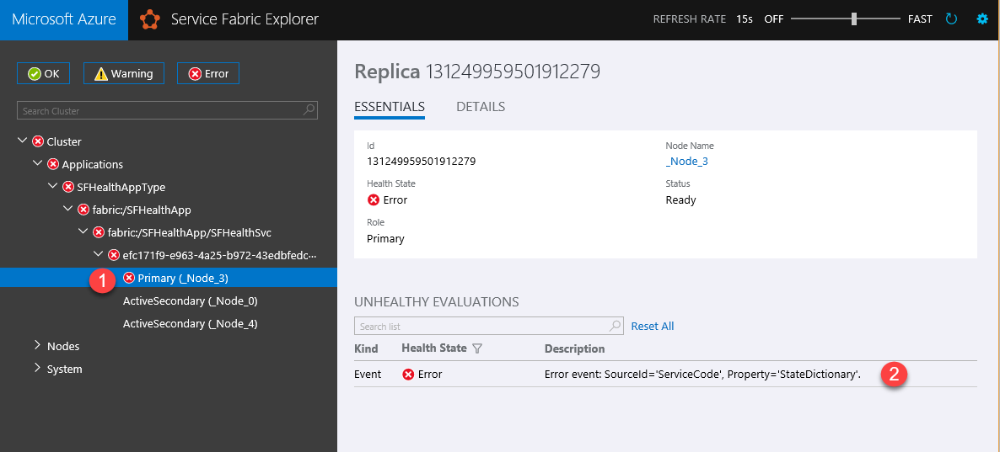 Microsoft Azure Service Fabric Explorer REFRESH RATE 15s OFF FAST
OK Warning Error
Search Cluster
Cluster
Applications
SFHealthAppType
fabric:/SFHealthApp
fabric:/SFHealthApp/SFHealthSvc
efc171f9-e963-4a25-b972-43edbfedc···
1 Primary (_Node_3)
ActiveSecondary (_Node_0)
ActiveSecondary (_Node_4)
Nodes
System
Replica 131249959501912279
ESSENTIALS DETAILS
Id Node Name
131249959501912279 _Node_3
Health State Status
Error Ready
Role
Primary
UNHEALTHY EVALUATIONS
Search list Reset All
Kind Health State Description
Event Error Error event: SourceId='ServiceCode', Property='StateDictionary'. 2